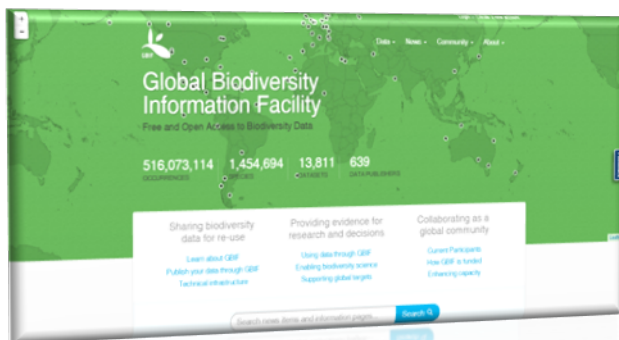 Data News Community About
GBIF
Global Biodiversity
Information Facility
Free and Open Access to Biodiversity Data
516,073,114 1,454,694 13,811 639
OCCURRENCES SPECIES DATASETS DATA PUBLISHERS
Sharing biodiversity
data for re-use
Learn about GBIF
Publish your data through GBIF
Technical infrastructure
Providing evidence for
research and decisions
Using data through GBIF
Enabling biodiversity science
Supporting global targets
Collaborating as a
global community
Current Participants
How GBIF is funded
Enhancing capacity
Search news items and information pages... Search